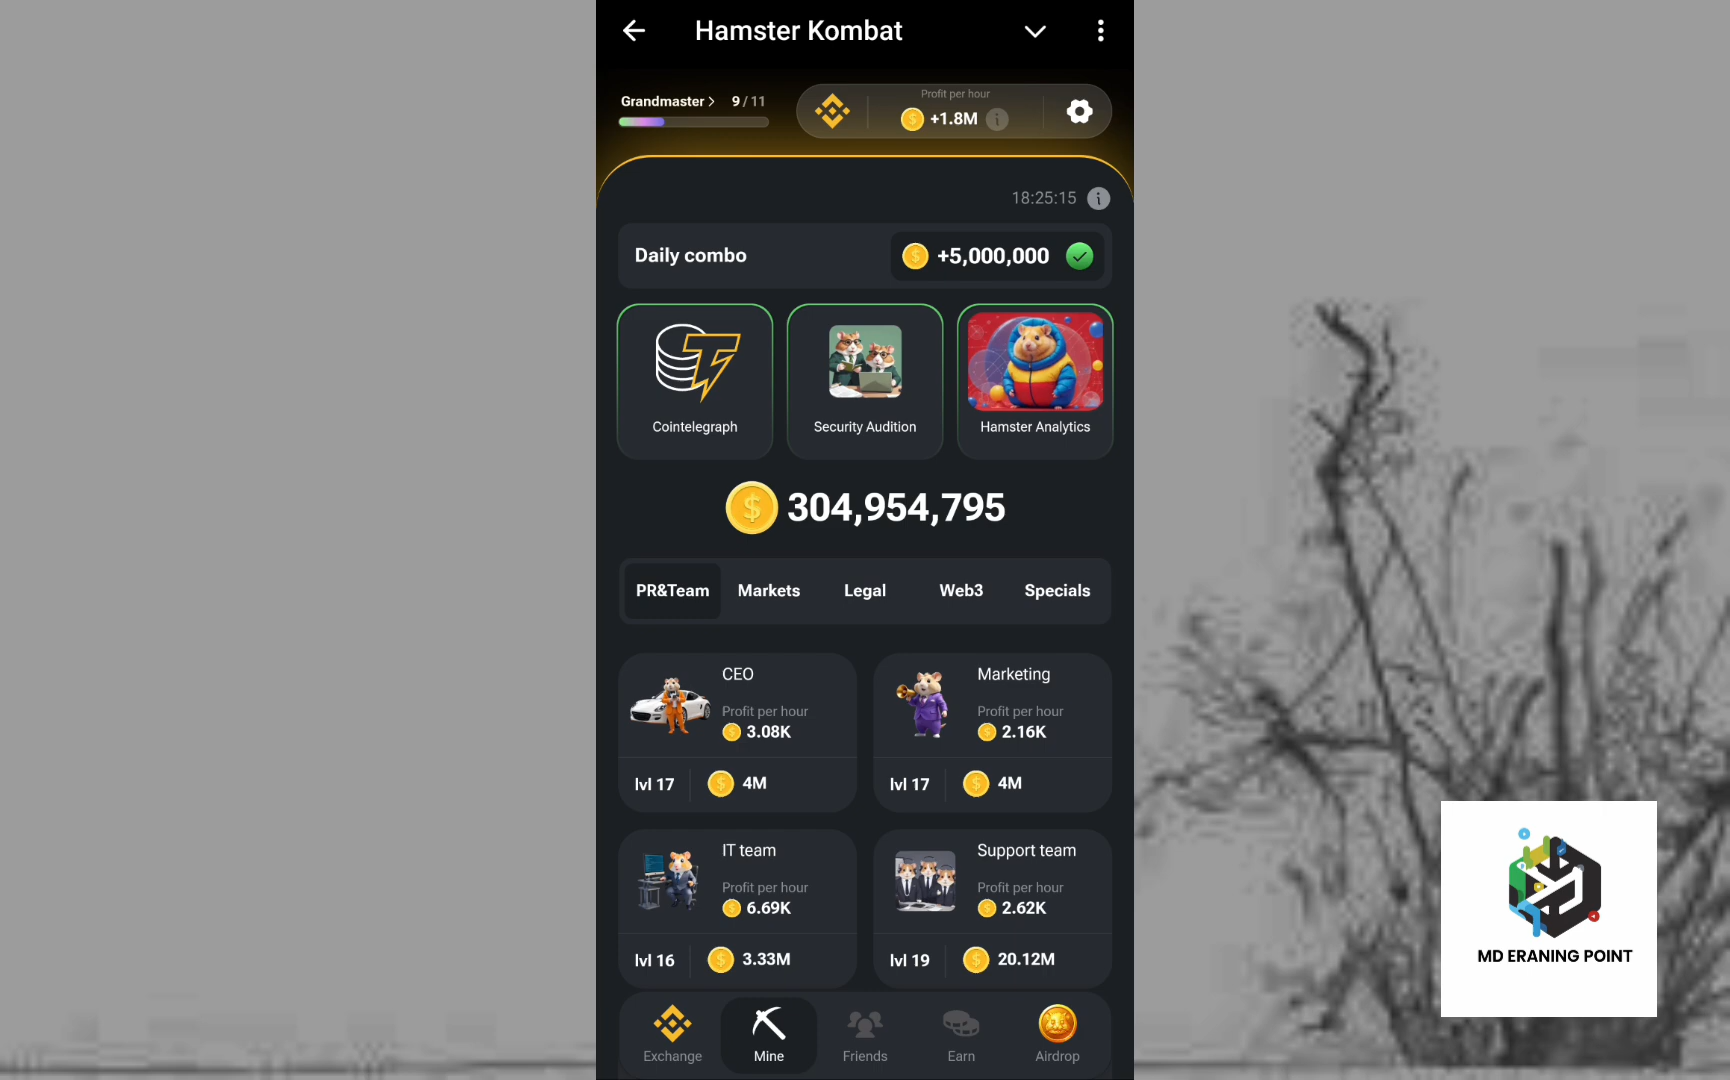 Hamster Kombat
Grandmaster > 9 / 11
Profit per hour
+1.8M
18:25:15
Daily combo +5,000,000
Cointelegraph Security Audition Hamster Analytics
304,954,795
PR&Team Markets Legal Web3 Specials
CEO
Profit per hour
3.08K
lvl 17 4M
Marketing
Profit per hour
2.16K
lvl 17 4M
IT team
Profit per hour
6.69K
lvl 16 3.33M
Support team
Profit per hour
2.62K
lvl 19 20.12M
Exchange Mine Friends Earn Airdrop
MD ERANING POINT